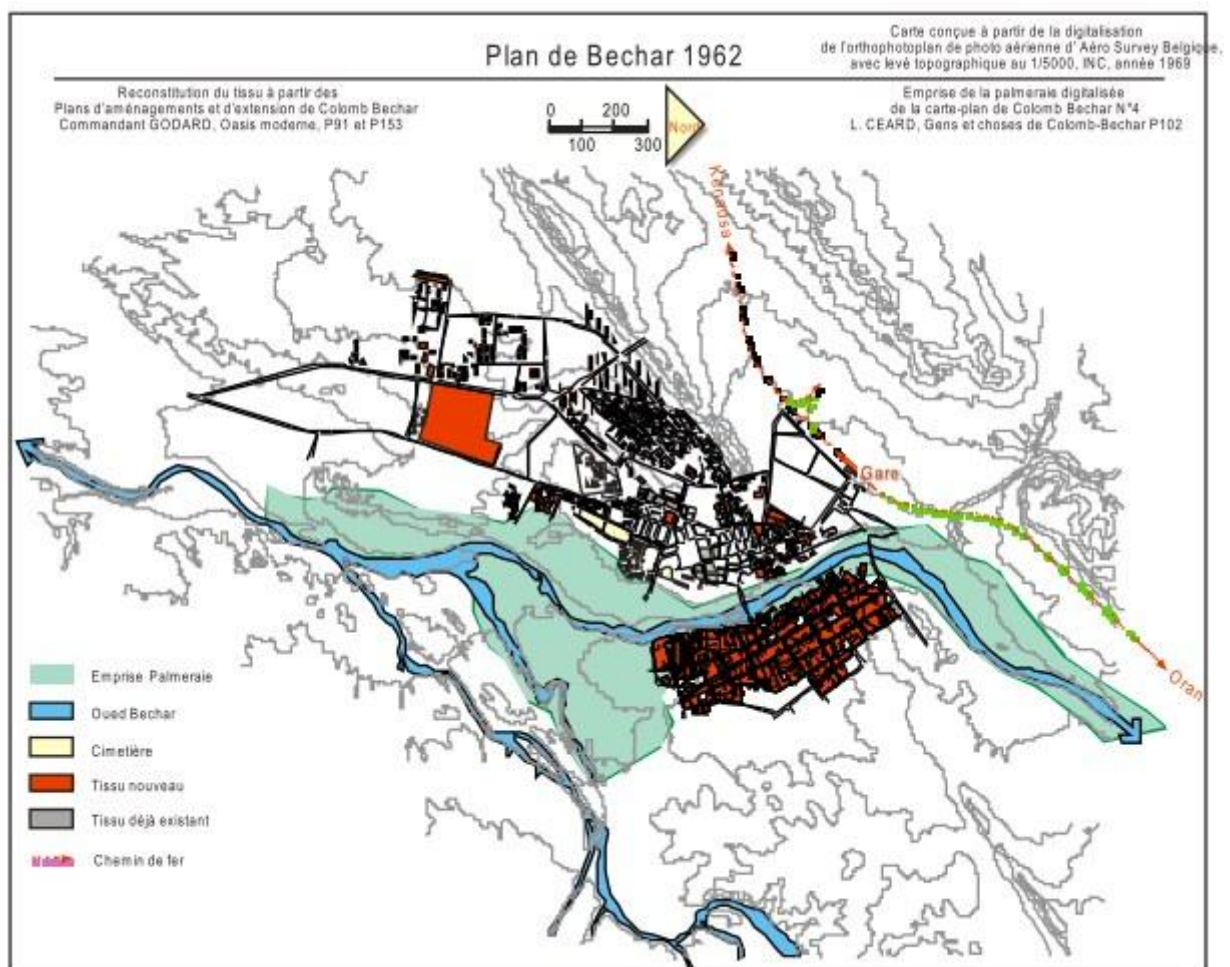 Plan de Bechar 1962
Carte conçue à partir de la digitalisation
de l'orthophotoplan de photo aérienne d' Aéro Survey Belgique,
avec levé topographique au 1/5000, INC, année 1969
Reconstitution du tissu à partir des
Plans d'aménagements et d'extension de Colomb Bechar
Commandant GODARD, Oasis moderne, P91 et P153
0 200
100 300
Nord
Emprise de la palmeraie digitalisée
de la carte-plan de Colomb Bechar N°4
L. CEARD, Gens et choses de Colomb-Bechar P102
Kenadsa
Gare
Oran
Emprise Palmeraie
Oued Bechar
Cimetière
Tissu nouveau
Tissu déjà existant
Chemin de fer